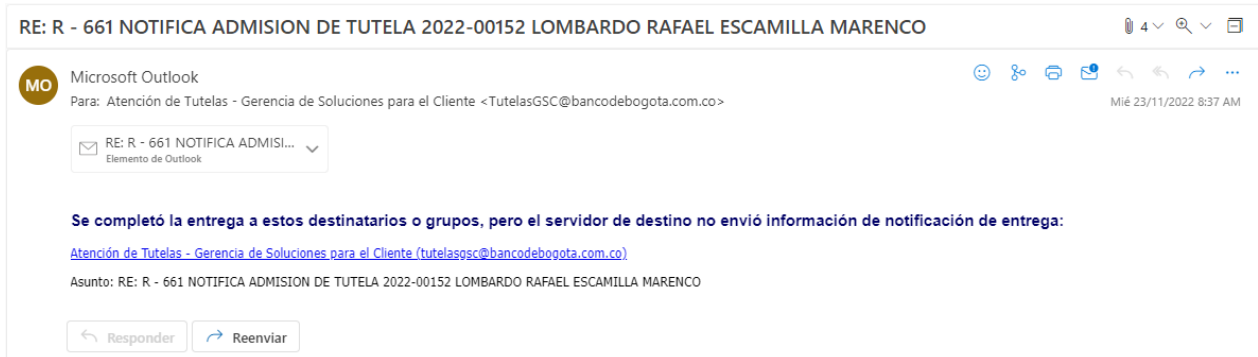 RE: R - 661 NOTIFICA ADMISION DE TUTELA 2022-00152 LOMBARDO RAFAEL ESCAMILLA MARENCO
4
MO
Microsoft Outlook
Para: Atención de Tutelas - Gerencia de Soluciones para el Cliente <TutelasGSC@bancodebogota.com.co>
Mié 23/11/2022 8:37 AM
RE: R - 661 NOTIFICA ADMISI...
Elemento de Outlook
Se completó la entrega a estos destinatarios o grupos, pero el servidor de destino no envió información de notificación de entrega:
Atención de Tutelas - Gerencia de Soluciones para el Cliente (tutelasgsc@bancodebogota.com.co)
Asunto: RE: R - 661 NOTIFICA ADMISION DE TUTELA 2022-00152 LOMBARDO RAFAEL ESCAMILLA MARENCO
Responder
Reenviar